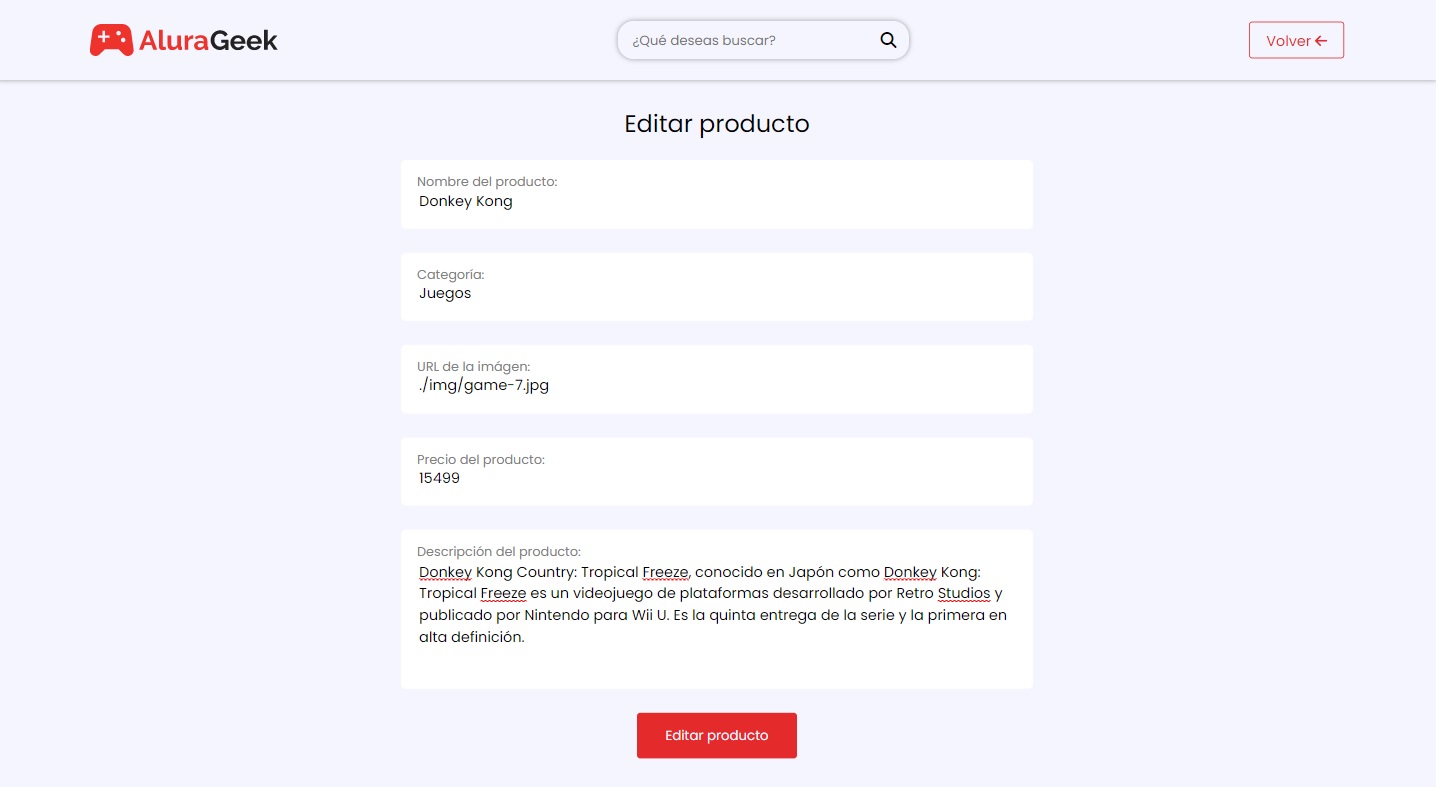 AluraGeek
¿Qué deseas buscar?
Volver
Editar producto
Nombre del producto:
Donkey Kong
Categoría:
Juegos
URL de la imágen:
./img/game-7.jpg
Precio del producto:
15499
Descripción del producto:
Donkey Kong Country: Tropical Freeze, conocido en Japón como Donkey Kong:
Tropical Freeze es un videojuego de plataformas desarrollado por Retro Studios y
publicado por Nintendo para Wii U. Es la quinta entrega de la serie y la primera en
alta definición.
Editar producto